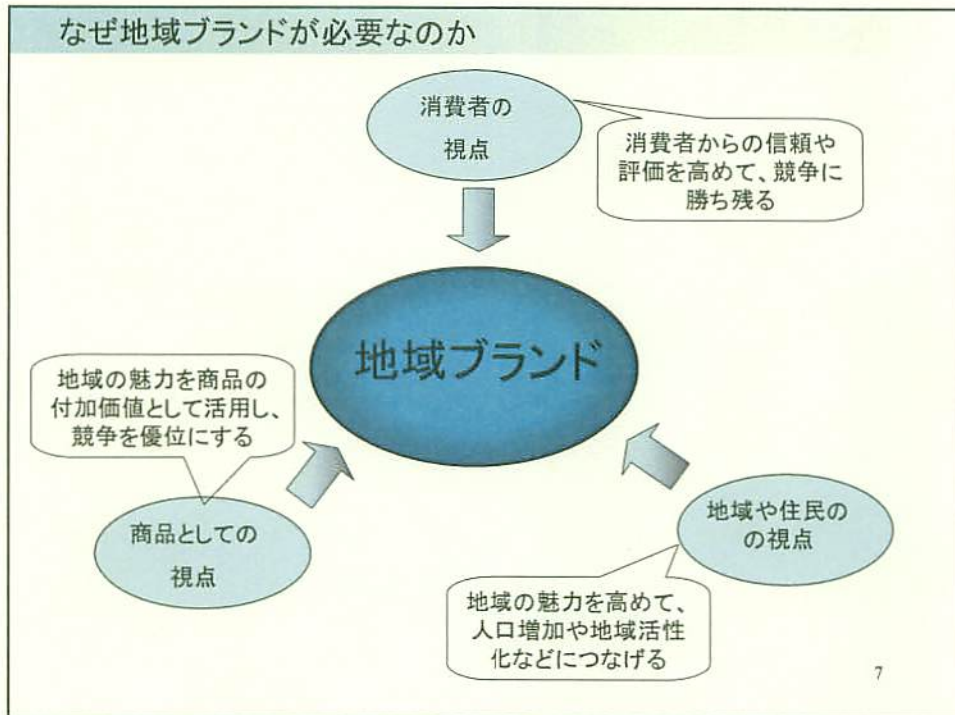 なぜ地域ブランドが必要なのか
消費者の
視点
消費者からの信頼や
評価を高めて、競争に
勝ち残る
地域ブランド
地域の魅力を商品の
付加価値として活用し、
競争を優位にする
商品としての
視点
地域や住民の
の視点
地域の魅力を高めて、
人口増加や地域活性
化などにつなげる
7